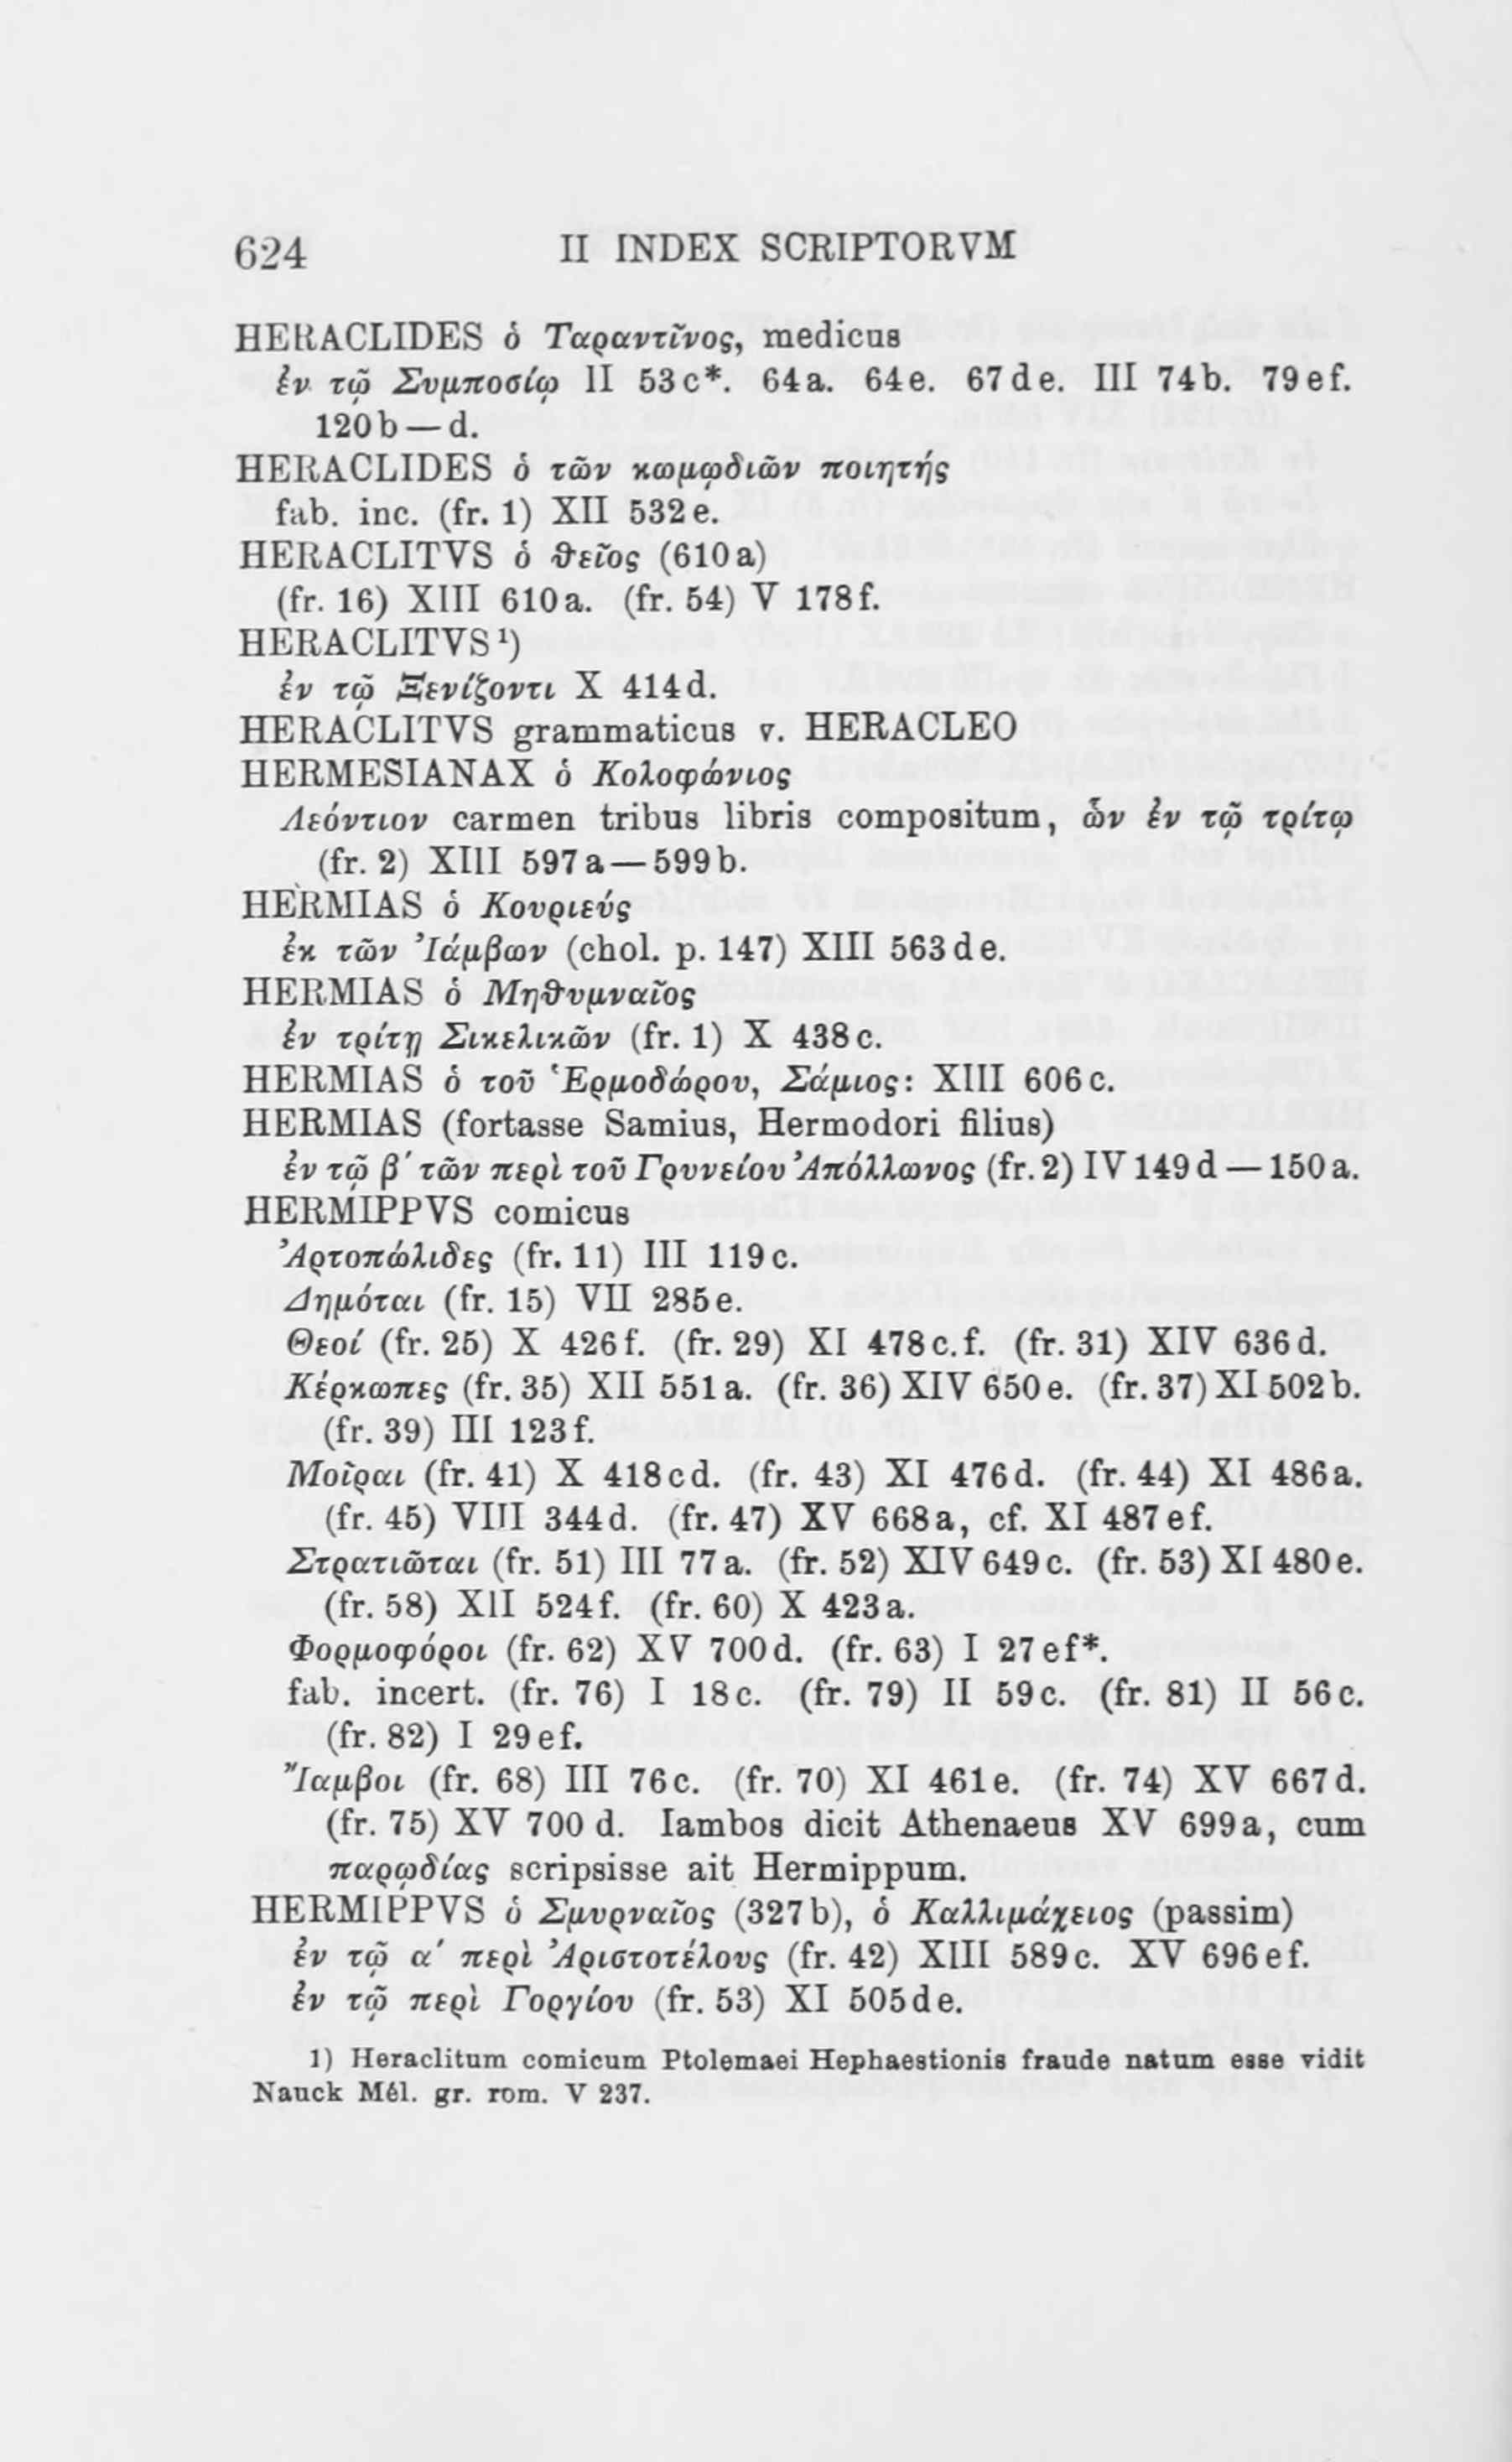 624 II INDEX SCRIPTORVM
HERACLIDES ὁ Ταραντῖνος, medicus
ἐν τῷ Συμποσίῳ II 53c*. 64a. 64e. 67de. III 74b. 79ef.
120b—d.
HERACLIDES ὁ τῶν κωμῳδιῶν ποιητής
fab. inc. (fr. 1) XII 532e.
HERACLITVS ὁ θεῖος (610a)
(fr. 16) XIII 610a. (fr. 54) V 178f.
HERACLITVS¹)
ἐν τῷ Ξενίζοντι X 414d.
HERACLITVS grammaticus v. HERACLEO
HERMESIANAX ὁ Κολοφώνιος
Λεόντιον carmen tribus libris compositum, ὧν ἐν τῷ τρίτῳ
(fr. 2) XIII 597a—599b.
HERMIAS ὁ Κουριεύς
ἐκ τῶν Ἰάμβων (chol. p. 147) XIII 563de.
HERMIAS ὁ Μηθυμναῖος
ἐν τρίτῃ Σικελικῶν (fr. 1) X 438c.
HERMIAS ὁ τοῦ Ἑρμοδώρου, Σάμιος: XIII 606c.
HERMIAS (fortasse Samius, Hermodori filius)
ἐν τῷ β΄ τῶν περὶ τοῦ Γρυνείου Ἀπόλλωνος (fr. 2) IV 149d—150a.
HERMIPPVS comicus
Ἀρτοπώλιδες (fr. 11) III 119c.
Δημόται (fr. 15) VII 285e.
Θεοί (fr. 25) X 426f. (fr. 29) XI 478c.f. (fr. 31) XIV 636d.
Κέρκωπες (fr. 35) XII 551a. (fr. 36) XIV 650e. (fr. 37) XI 502b.
(fr. 39) III 123f.
Μοῖραι (fr. 41) X 418cd. (fr. 43) XI 476d. (fr. 44) XI 486a.
(fr. 45) VIII 344d. (fr. 47) XV 668a, cf. XI 487ef.
Στρατιῶται (fr. 51) III 77a. (fr. 52) XIV 649c. (fr. 53) XI 480e.
(fr. 58) XII 524f. (fr. 60) X 423a.
Φορμοφόροι (fr. 62) XV 700d. (fr. 63) I 27ef*.
fab. incert. (fr. 76) I 18c. (fr. 79) II 59c. (fr. 81) II 56c.
(fr. 82) I 29ef.
Ἴαμβοι (fr. 68) III 76c. (fr. 70) XI 461e. (fr. 74) XV 667d.
(fr. 75) XV 700d. Iambos dicit Athenaeus XV 699a, cum
παρῳδίας scripsisse ait Hermippum.
HERMIPPVS ὁ Σμυρναῖος (327b), ὁ Καλλιμάχειος (passim)
ἐν τῷ α΄ περὶ Ἀριστοτέλους (fr. 42) XIII 589c. XV 696ef.
ἐν τῷ περὶ Γοργίου (fr. 53) XI 505de.
1) Heraclitum comicum Ptolemaei Hephaestionis fraude natum esse vidit
Nauck Mél. gr. rom. V 237.